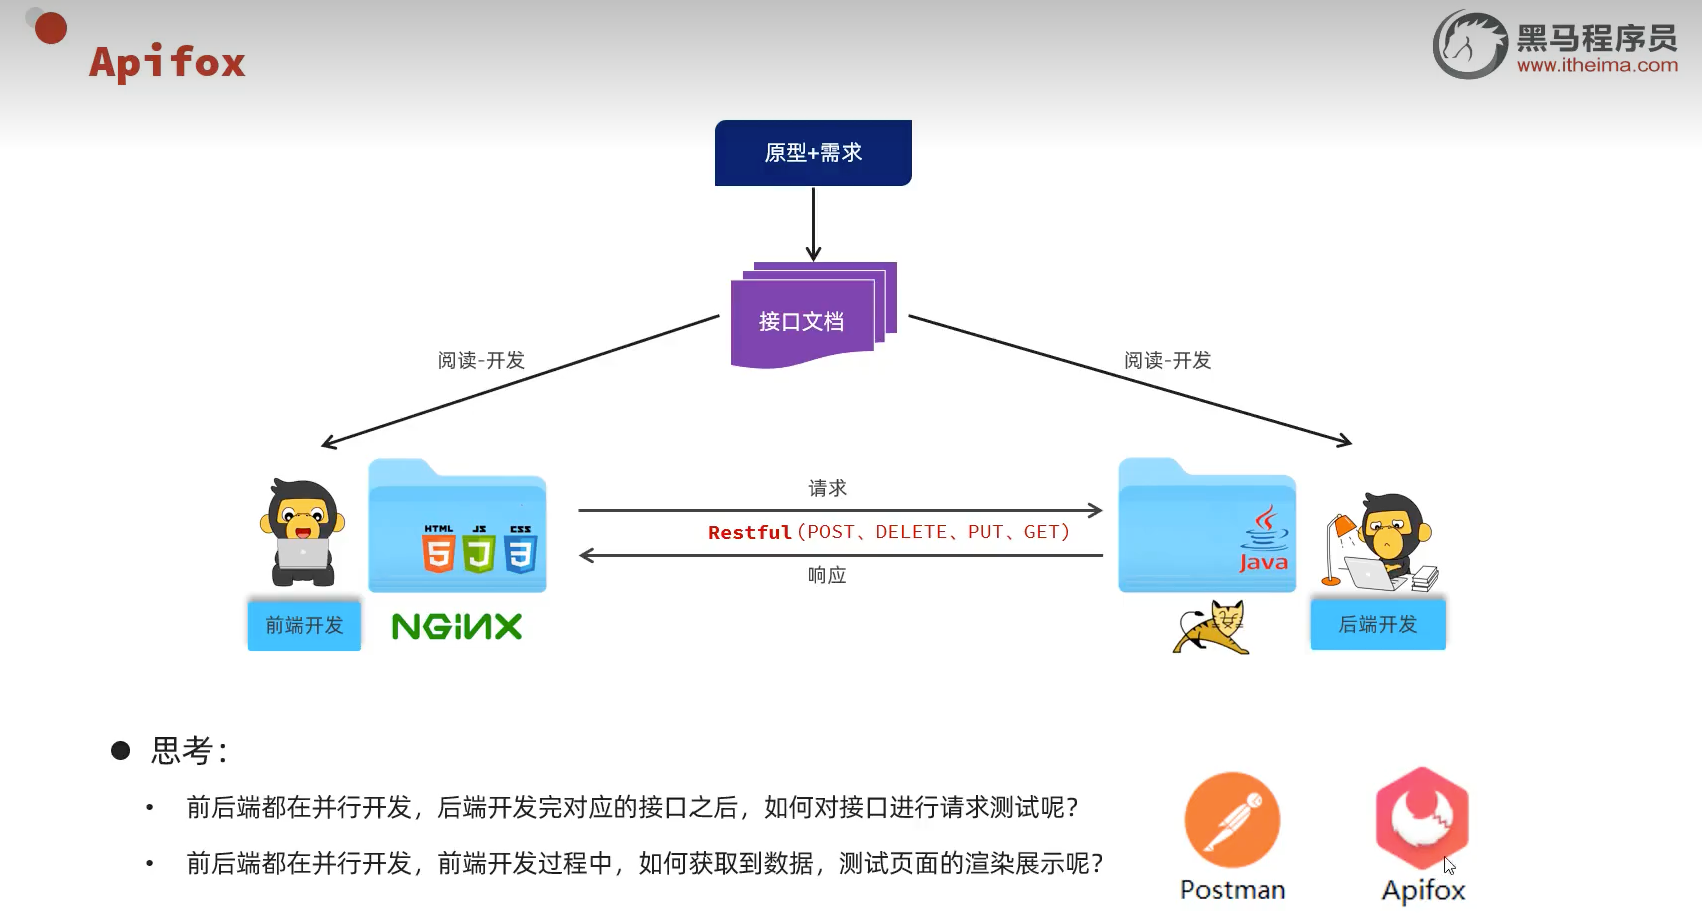 Apifox
黑马程序员
www.itheima.com
原型+需求
接口文档
阅读-开发
阅读-开发
请求
Restful(POST、DELETE、PUT、GET)
响应
HTML JS CSS
5 3
Java
前端开发
NGINX
后端开发
思考：
前后端都在并行开发，后端开发完对应的接口之后，如何对接口进行请求测试呢？
前后端都在并行开发，前端开发过程中，如何获取到数据，测试页面的渲染展示呢？
Postman
Apifox